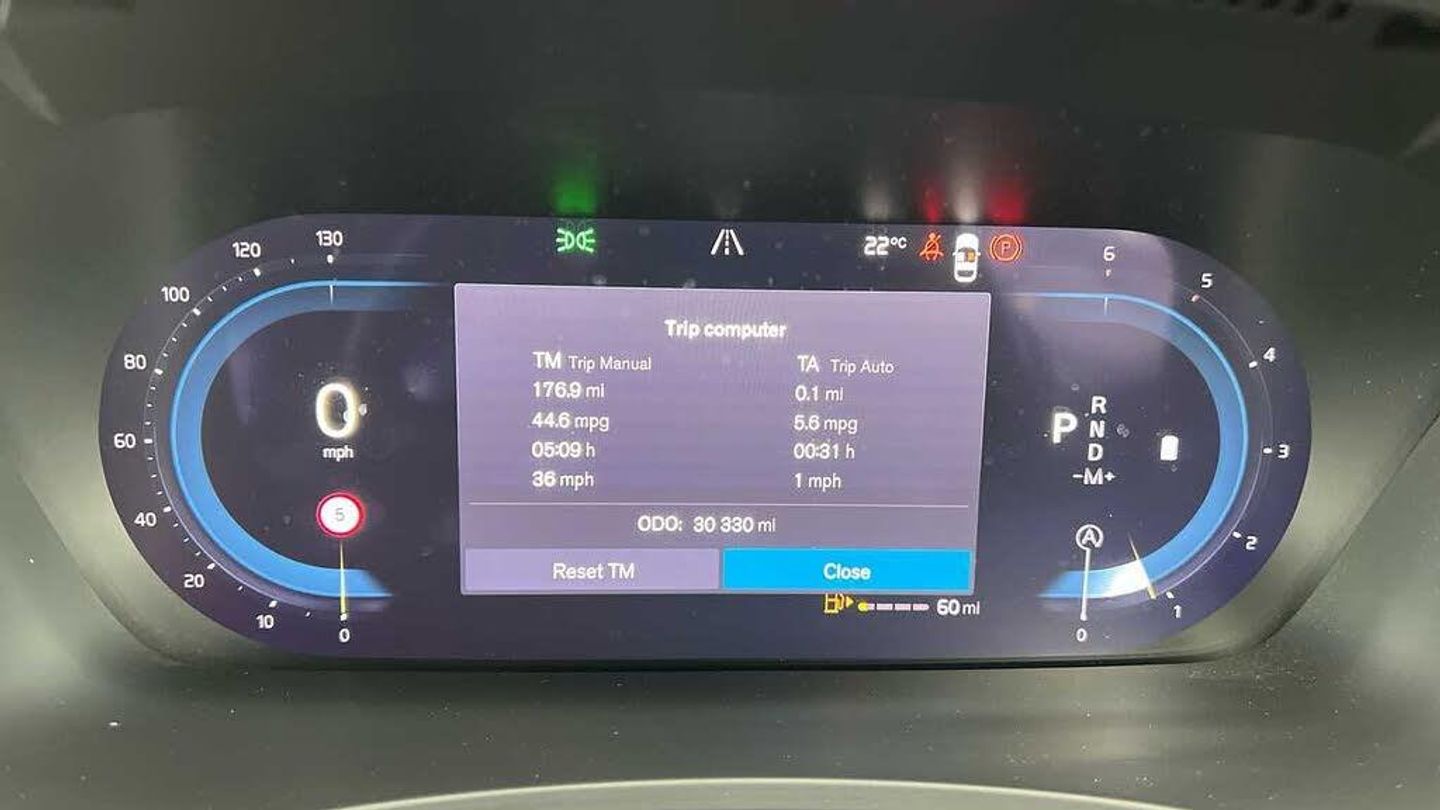 120 130
100
80
60
40
20
10
0
0
mph
5
22°C
P
6
5
4
3
2
1
0
Trip computer
TM Trip Manual
176.9 mi
44.6 mpg
05:09 h
36 mph
TA Trip Auto
0.1 mi
5.6 mpg
00:31 h
1 mph
ODO: 30 330 mi
Reset TM
Close
60 mi
P
R
N
D
-M+
A